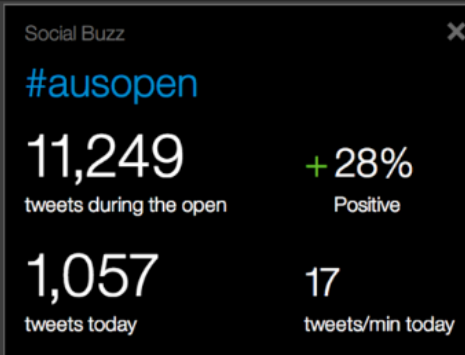 Social Buzz
#ausopen
11,249
tweets during the open
+28%
Positive
1,057
tweets today
17
tweets/min today